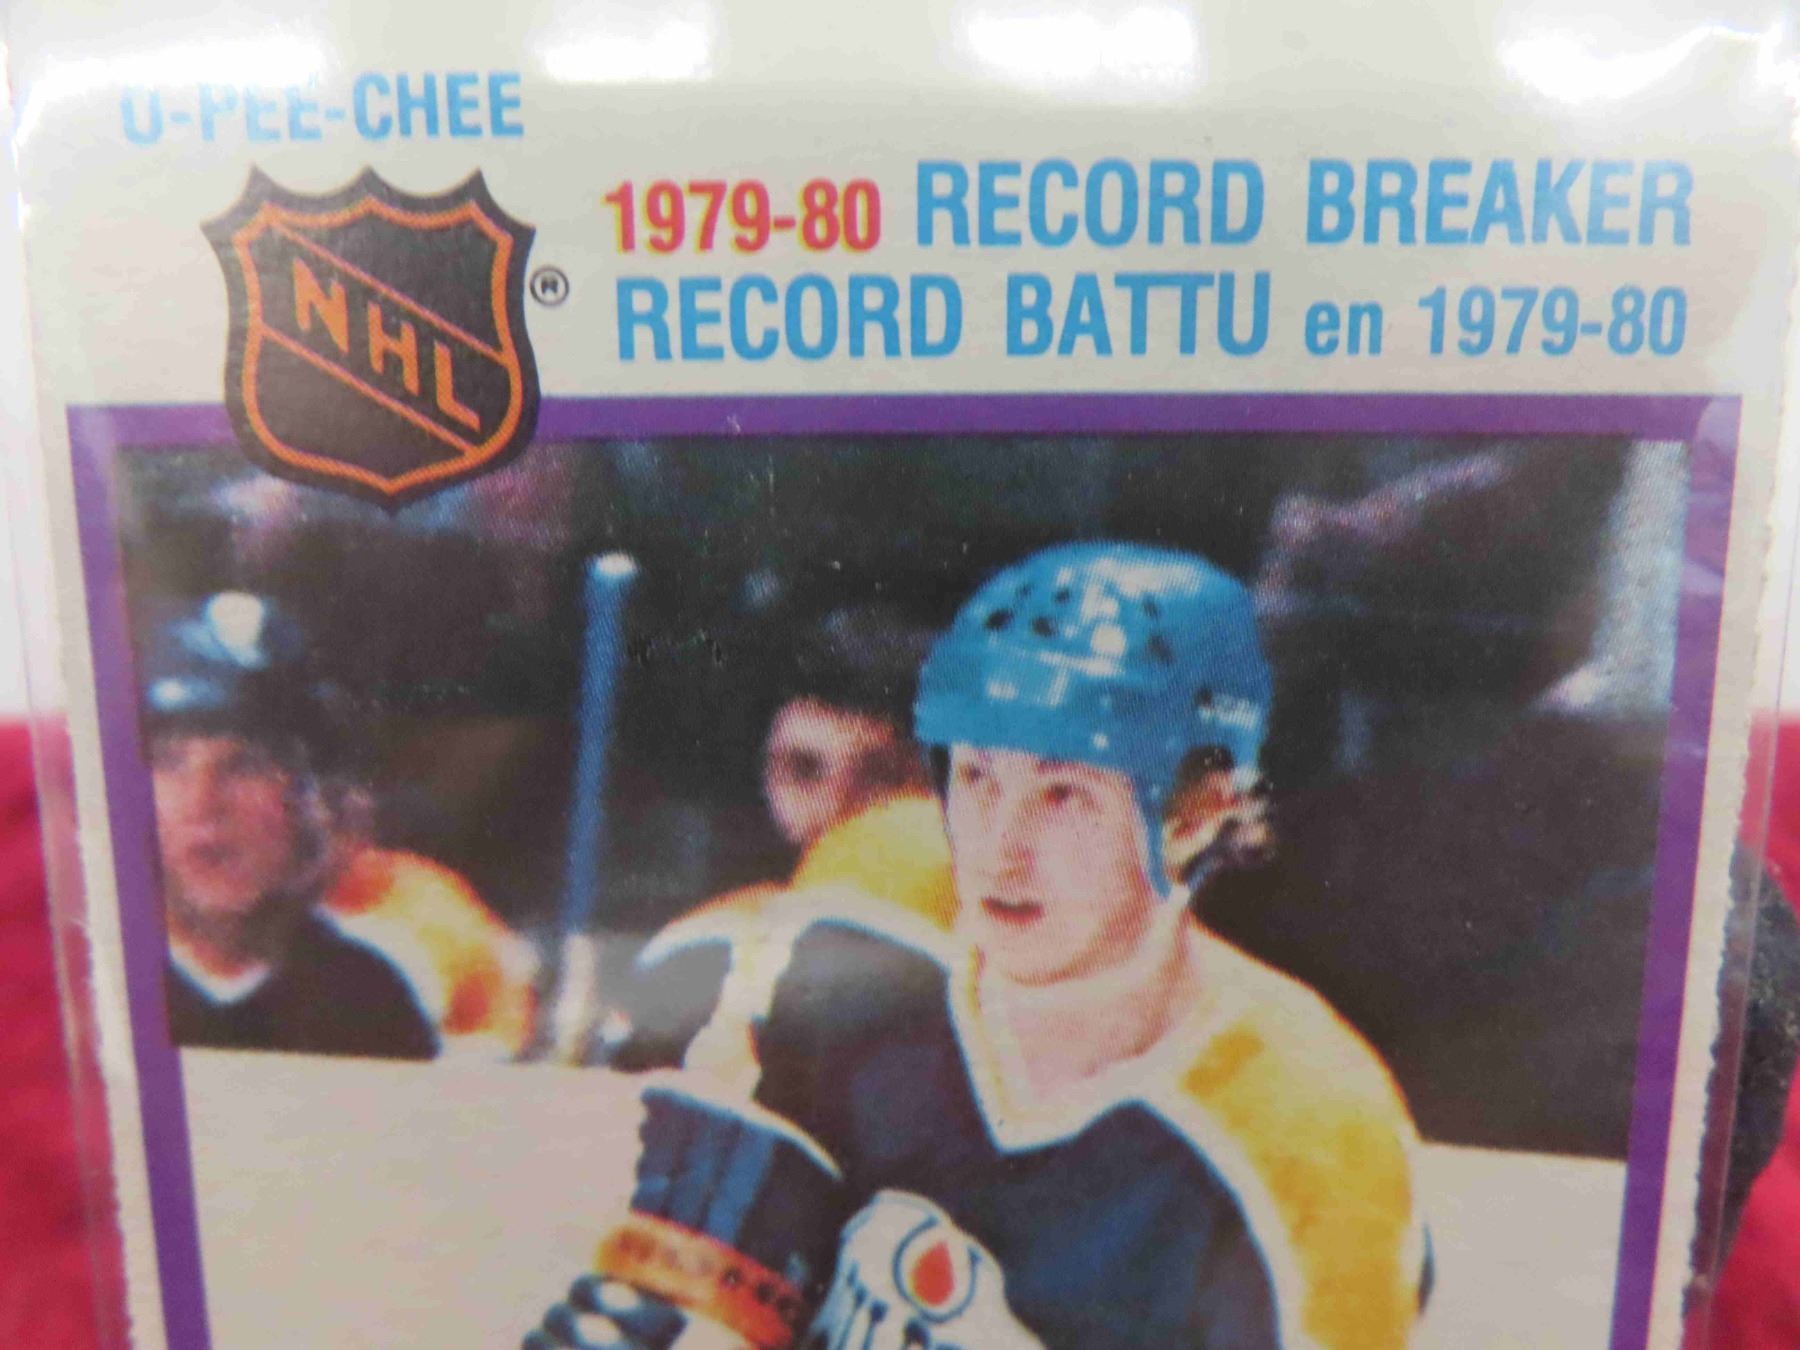 O-PEE-CHEE
1979-80 RECORD BREAKER
RECORD BATTU en 1979-80
NHL ®